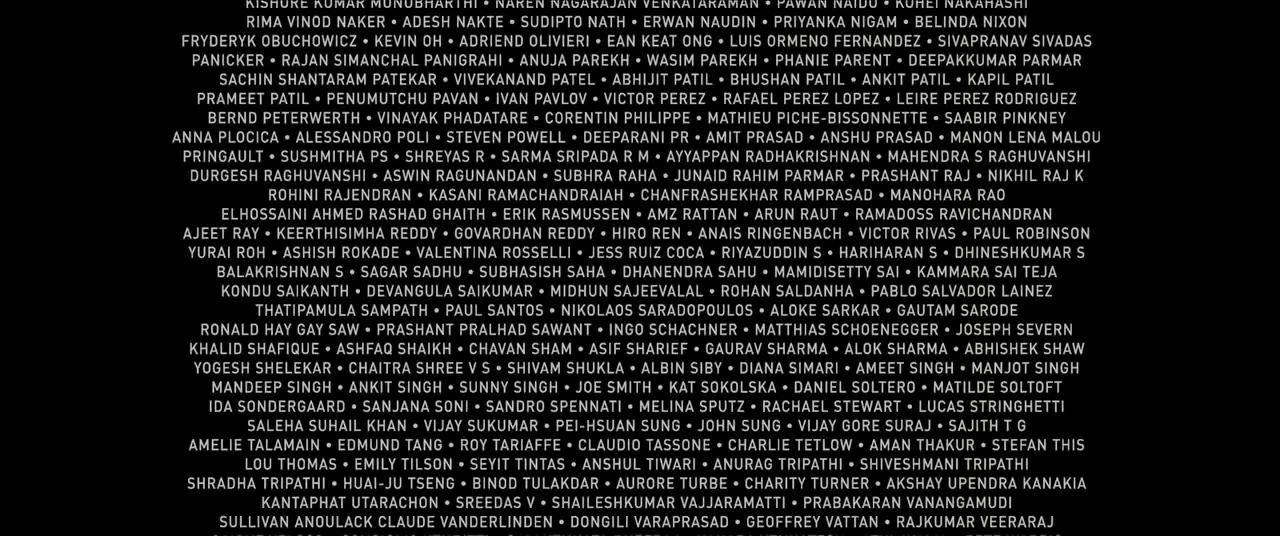 KISHORE KUMAR MUNUBHARTHI • NAREN NAGARAJAN VENKATARAMAN • PAWAN NAIDU • KOHEI NAKAHASHI
RIMA VINOD NAKER • ADESH NAKTE • SUDIPTO NATH • ERWAN NAUDIN • PRIYANKA NIGAM • BELINDA NIXON
FRYDERYK OBUCHOWICZ • KEVIN OH • ADRIEND OLIVIERI • EAN KEAT ONG • LUIS ORMENO FERNANDEZ • SIVAPRANAV SIVADAS
PANICKER • RAJAN SIMANCHAL PANIGRAHI • ANUJA PAREKH • WASIM PAREKH • PHANIE PARENT • DEEPAKKUMAR PARMAR
SACHIN SHANTARAM PATEKAR • VIVEKANAND PATEL • ABHIJIT PATIL • BHUSHAN PATIL • ANKIT PATIL • KAPIL PATIL
PRAMEET PATIL • PENUMUTCHU PAVAN • IVAN PAVLOV • VICTOR PEREZ • RAFAEL PEREZ LOPEZ • LEIRE PEREZ RODRIGUEZ
BERND PETERWERTH • VINAYAK PHADATARE • CORENTIN PHILIPPE • MATHIEU PICHE-BISSONNETTE • SAABIR PINKNEY
ANNA PLOCICA • ALESSANDRO POLI • STEVEN POWELL • DEEPARANI PR • AMIT PRASAD • ANSHU PRASAD • MANON LENA MALOU
PRINGAULT • SUSHMITHA PS • SHREYAS R • SARMA SRIPADA R M • AYYAPPAN RADHAKRISHNAN • MAHENDRA S RAGHUVANSHI
DURGESH RAGHUVANSHI • ASWIN RAGUNANDAN • SUBHRA RAHA • JUNAID RAHIM PARMAR • PRASHANT RAJ • NIKHIL RAJ K
ROHINI RAJENDRAN • KASANI RAMACHANDRAIAH • CHANFRASHEKHAR RAMPRASAD • MANOHARA RAO
ELHOSSAINI AHMED RASHAD GHAITH • ERIK RASMUSSEN • AMZ RATTAN • ARUN RAUT • RAMADOSS RAVICHANDRAN
AJEET RAY • KEERTHISIMHA REDDY • GOVARDHAN REDDY • HIRO REN • ANAIS RINGENBACH • VICTOR RIVAS • PAUL ROBINSON
YURAI ROH • ASHISH ROKADE • VALENTINA ROSSELLI • JESS RUIZ COCA • RIYAZUDDIN S • HARIHARAN S • DHINESHKUMAR S
BALAKRISHNAN S • SAGAR SADHU • SUBHASISH SAHA • DHANENDRA SAHU • MAMIDISETTY SAI • KAMMARA SAI TEJA
KONDU SAIKANTH • DEVANGULA SAIKUMAR • MIDHUN SAJEEVALAL • ROHAN SALDANHA • PABLO SALVADOR LAINEZ
THATIPAMULA SAMPATH • PAUL SANTOS • NIKOLAOS SARADOPOULOS • ALOKE SARKAR • GAUTAM SARODE
RONALD HAY GAY SAW • PRASHANT PRALHAD SAWANT • INGO SCHACHNER • MATTHIAS SCHOENEGGER • JOSEPH SEVERN
KHALID SHAFIQUE • ASHFAQ SHAIKH • CHAVAN SHAM • ASIF SHARIEF • GAURAV SHARMA • ALOK SHARMA • ABHISHEK SHAW
YOGESH SHELEKAR • CHAITRA SHREE V S • SHIVAM SHUKLA • ALBIN SIBY • DIANA SIMARI • AMEET SINGH • MANJOT SINGH
MANDEEP SINGH • ANKIT SINGH • SUNNY SINGH • JOE SMITH • KAT SOKOLSKA • DANIEL SOLTERO • MATILDE SOLTOFT
IDA SONDERGAARD • SANJANA SONI • SANDRO SPENNATI • MELINA SPUTZ • RACHAEL STEWART • LUCAS STRINGHETTI
SALEHA SUHAIL KHAN • VIJAY SUKUMAR • PEI-HSUAN SUNG • JOHN SUNG • VIJAY GORE SURAJ • SAJITH T G
AMELIE TALAMAIN • EDMUND TANG • ROY TARIAFFE • CLAUDIO TASSONE • CHARLIE TETLOW • AMAN THAKUR • STEFAN THIS
LOU THOMAS • EMILY TILSON • SEYIT TINTAS • ANSHUL TIWARI • ANURAG TRIPATHI • SHIVESHMANI TRIPATHI
SHRADHA TRIPATHI • HUAI-JU TSENG • BINOD TULAKDAR • AURORE TURBE • CHARITY TURNER • AKSHAY UPENDRA KANAKIA
KANTAPHAT UTARACHON • SREEDAS V • SHAILESHKUMAR VAJJARAMATTI • PRABAKARAN VANANGAMUDI
SULLIVAN ANOULACK CLAUDE VANDERLINDEN • DONGILI VARAPRASAD • GEOFFREY VATTAN • RAJKUMAR VEERARAJ